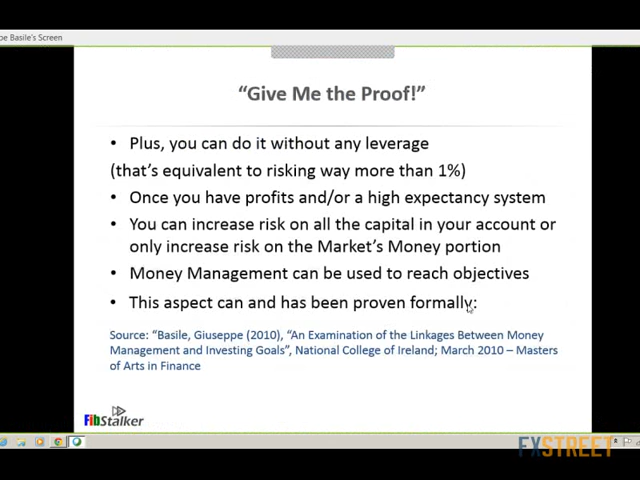 pe Basile's Screen
“Give Me the Proof!”
• Plus, you can do it without any leverage
(that’s equivalent to risking way more than 1%)
• Once you have profits and/or a high expectancy system
• You can increase risk on all the capital in your account or
only increase risk on the Market’s Money portion
• Money Management can be used to reach objectives
• This aspect can and has been proven formally:
Source: “Basile, Giuseppe (2010), “An Examination of the Linkages Between Money
Management and Investing Goals”, National College of Ireland; March 2010 – Masters
of Arts in Finance
FibStalker
FXSTREET